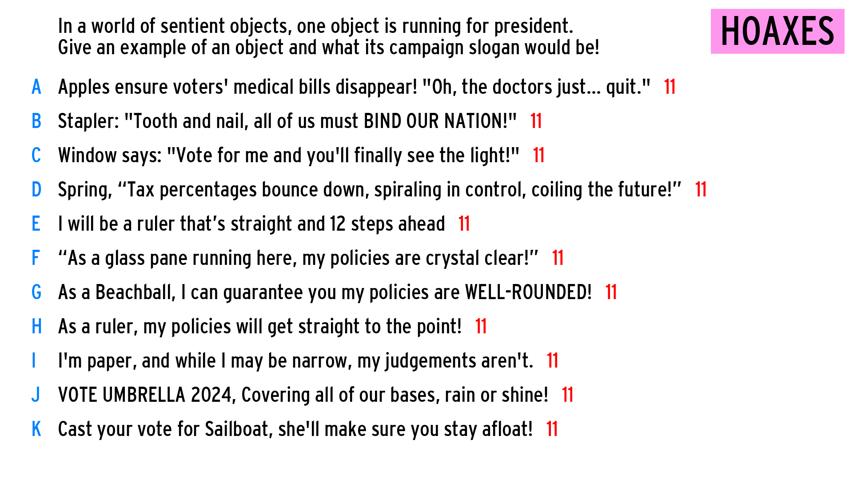 In a world of sentient objects, one object is running for president.
Give an example of an object and what its campaign slogan would be!
HOAXES
A Apples ensure voters' medical bills disappear! "Oh, the doctors just... quit." 11
B Stapler: "Tooth and nail, all of us must BIND OUR NATION!" 11
C Window says: "Vote for me and you'll finally see the light!" 11
D Spring, “Tax percentages bounce down, spiraling in control, coiling the future!” 11
E I will be a ruler that’s straight and 12 steps ahead 11
F “As a glass pane running here, my policies are crystal clear!” 11
G As a Beachball, I can guarantee you my policies are WELL-ROUNDED! 11
H As a ruler, my policies will get straight to the point! 11
I I'm paper, and while I may be narrow, my judgements aren't. 11
J VOTE UMBRELLA 2024, Covering all of our bases, rain or shine! 11
K Cast your vote for Sailboat, she'll make sure you stay afloat! 11